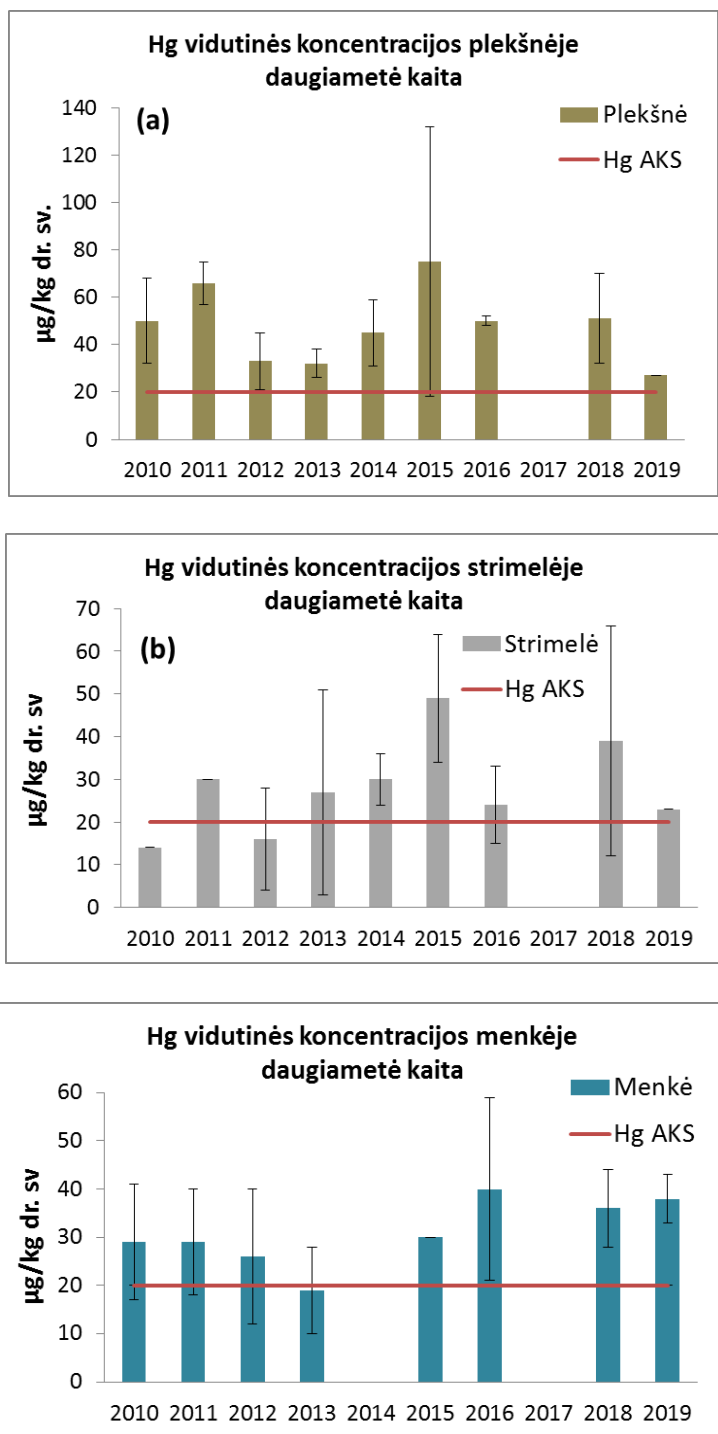 Hg vidutinės koncentracijos plekšnėje
daugiametė kaita
(a)
Plekšnė
Hg AKS
µg/kg dr. sv.
140
120
100
80
60
40
20
0
2010 2011 2012 2013 2014 2015 2016 2017 2018 2019
Hg vidutinės koncentracijos strimelėje
daugiametė kaita
(b)
Strimelė
Hg AKS
µg/kg dr. sv
70
60
50
40
30
20
10
0
2010 2011 2012 2013 2014 2015 2016 2017 2018 2019
Hg vidutinės koncentracijos menkėje
daugiametė kaita
Menkė
Hg AKS
µg/kg dr. sv
60
50
40
30
20
10
0
2010 2011 2012 2013 2014 2015 2016 2017 2018 2019